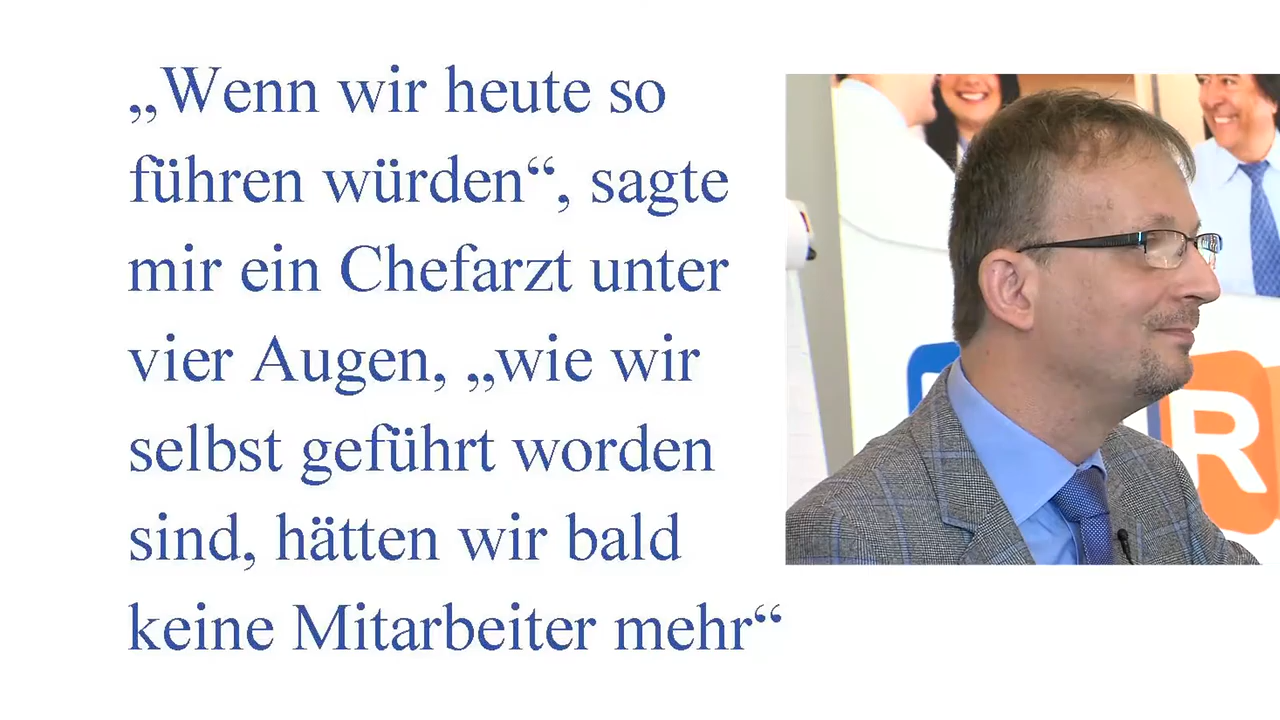 „Wenn wir heute so
führen würden“, sagte
mir ein Chefarzt unter
vier Augen, „wie wir
selbst geführt worden
sind, hätten wir bald
keine Mitarbeiter mehr“
R